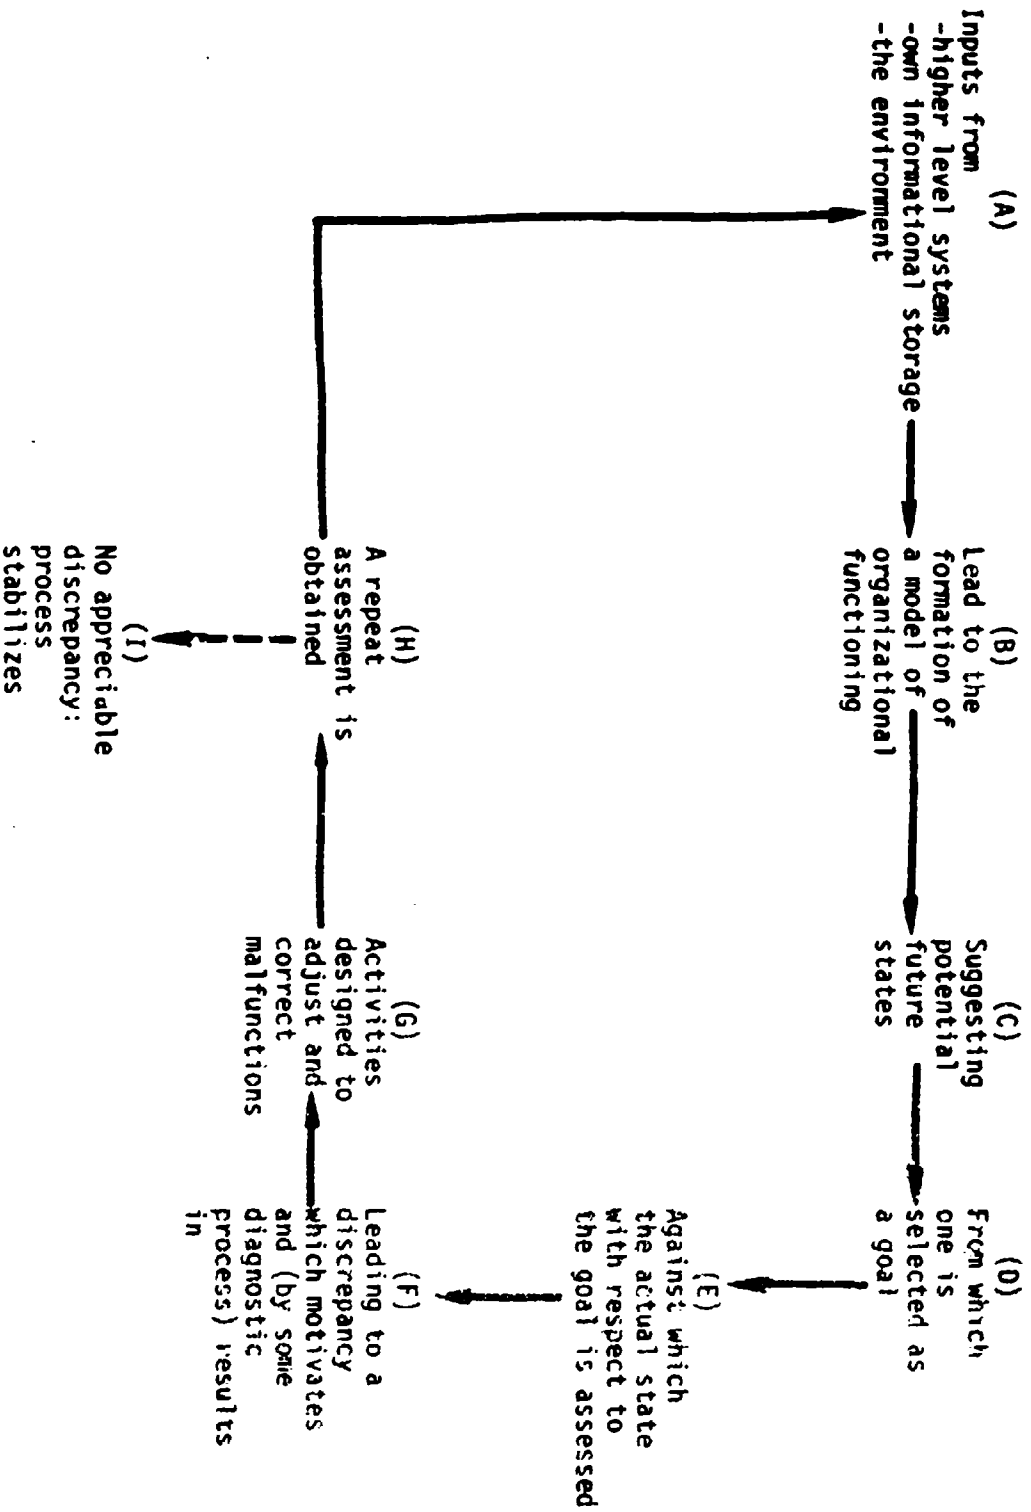 (A)
Inputs from
-higher level systems
-own informational storage
-the environment
(B)
Lead to the
formation of
a model of
organizational
functioning
(C)
Suggesting
potential
future
states
(D)
From which
one is
selected as
a goal
(E)
Against which
the actual state
with respect to
the goal is assessed
(F)
Leading to a
discrepancy
which motivates
and (by some
diagnostic
process) results
in
(G)
Activities
designed to
adjust and
correct
malfunctions
(H)
A repeat
assessment is
obtained
(I)
No appreciable
discrepancy:
process
stabilizes